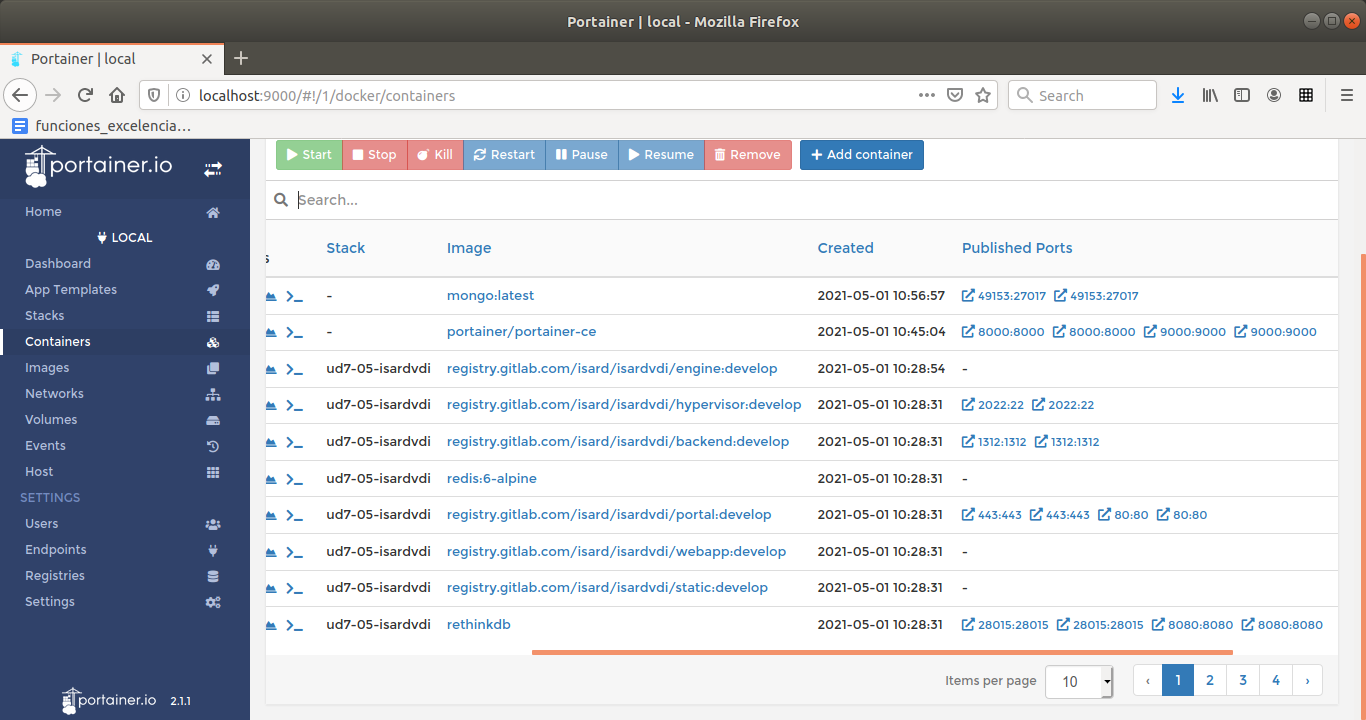 Portainer | local - Mozilla Firefox
Portainer | local
localhost:9000/#!/1/docker/containers
Search
funciones_excelencia…
portainer.io
Home
LOCAL
Dashboard
App Templates
Stacks
Containers
Images
Networks
Volumes
Events
Host
SETTINGS
Users
Endpoints
Registries
Settings
portainer.io 2.1.1
Start Stop Kill Restart Pause Resume Remove Add container
Search...
s Stack Image Created Published Ports
- mongo:latest 2021-05-01 10:56:57 49153:27017 49153:27017
- portainer/portainer-ce 2021-05-01 10:45:04 8000:8000 8000:8000 9000:9000 9000:9000
ud7-05-isardvdi registry.gitlab.com/isard/isardvdi/engine:develop 2021-05-01 10:28:54 -
ud7-05-isardvdi registry.gitlab.com/isard/isardvdi/hypervisor:develop 2021-05-01 10:28:31 2022:22 2022:22
ud7-05-isardvdi registry.gitlab.com/isard/isardvdi/backend:develop 2021-05-01 10:28:31 1312:1312 1312:1312
ud7-05-isardvdi redis:6-alpine 2021-05-01 10:28:31 -
ud7-05-isardvdi registry.gitlab.com/isard/isardvdi/portal:develop 2021-05-01 10:28:31 443:443 443:443 80:80 80:80
ud7-05-isardvdi registry.gitlab.com/isard/isardvdi/webapp:develop 2021-05-01 10:28:31 -
ud7-05-isardvdi registry.gitlab.com/isard/isardvdi/static:develop 2021-05-01 10:28:31 -
ud7-05-isardvdi rethinkdb 2021-05-01 10:28:31 28015:28015 28015:28015 8080:8080 8080:8080
Items per page 10 ‹ 1 2 3 4 ›